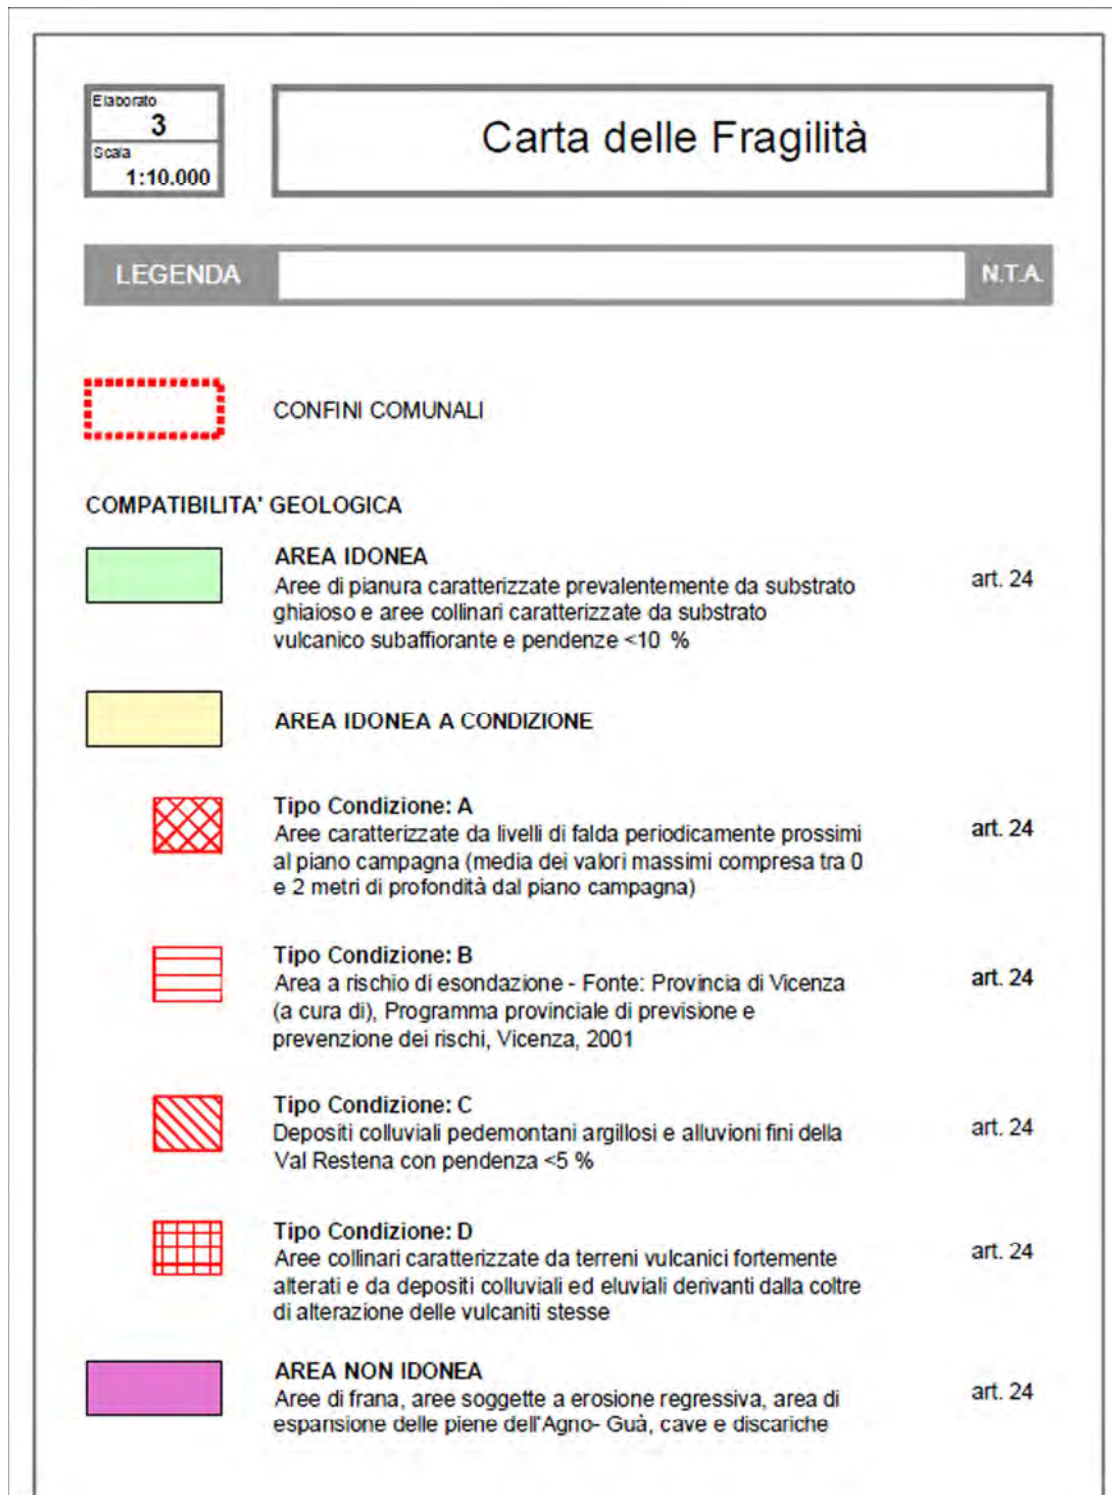 Elaborato
3
Scala
1:10.000
Carta delle Fragilità
LEGENDA
N.T.A.
CONFINI COMUNALI
COMPATIBILITA' GEOLOGICA
AREA IDONEA
Aree di pianura caratterizzate prevalentemente da substrato
ghiaioso e aree collinari caratterizzate da substrato
vulcanico subaffiorante e pendenze <10 %
art. 24
AREA IDONEA A CONDIZIONE
Tipo Condizione: A
Aree caratterizzate da livelli di falda periodicamente prossimi
al piano campagna (media dei valori massimi compresa tra 0
e 2 metri di profondità dal piano campagna)
art. 24
Tipo Condizione: B
Area a rischio di esondazione - Fonte: Provincia di Vicenza
(a cura di), Programma provinciale di previsione e
prevenzione dei rischi, Vicenza, 2001
art. 24
Tipo Condizione: C
Depositi colluviali pedemontani argillosi e alluvioni fini della
Val Restena con pendenza <5 %
art. 24
Tipo Condizione: D
Aree collinari caratterizzate da terreni vulcanici fortemente
alterati e da depositi colluviali ed eluviali derivanti dalla coltre
di alterazione delle vulcaniti stesse
art. 24
AREA NON IDONEA
Aree di frana, aree soggette a erosione regressiva, area di
espansione delle piene dell'Agno- Guà, cave e discariche
art. 24